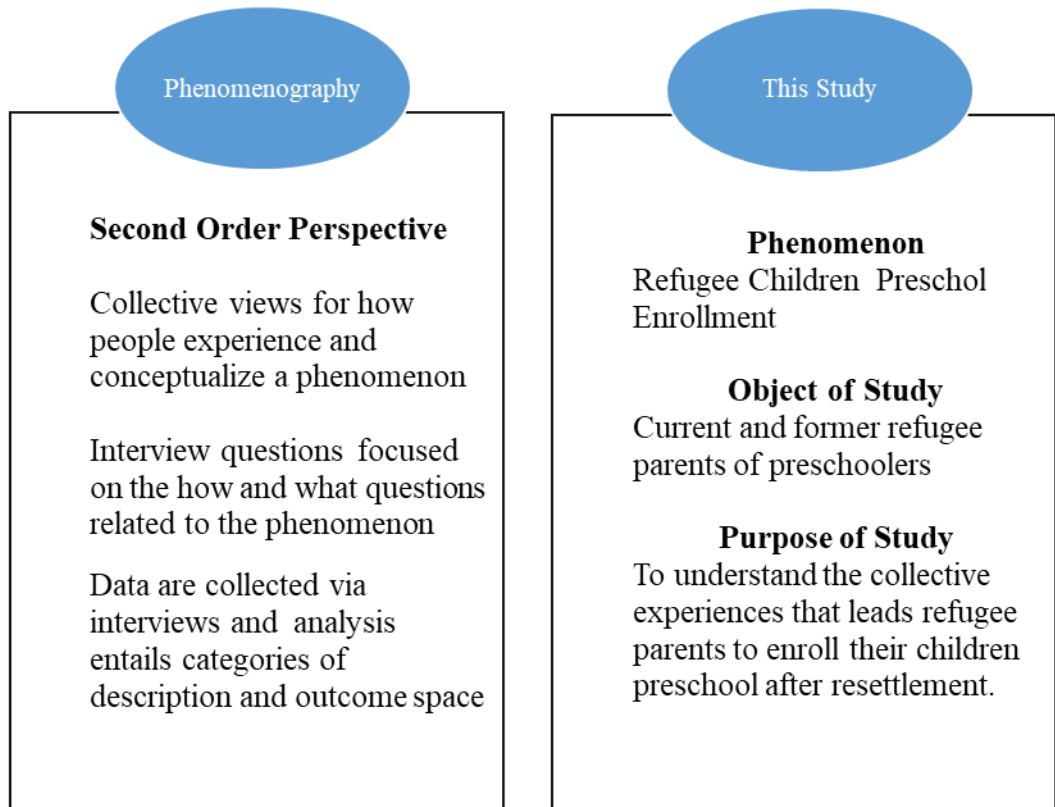 Phenomenography
Second Order Perspective
Collective views for how
people experience and
conceptualize a phenomenon
Interview questions focused
on the how and what questions
related to the phenomenon
Data are collected via
interviews and analysis
entails categories of
description and outcome space
This Study
Phenomenon
Refugee Children Preschol
Enrollment
Object of Study
Current and former refugee
parents of preschoolers
Purpose of Study
To understand the collective
experiences that leads refugee
parents to enroll their children
preschool after resettlement.